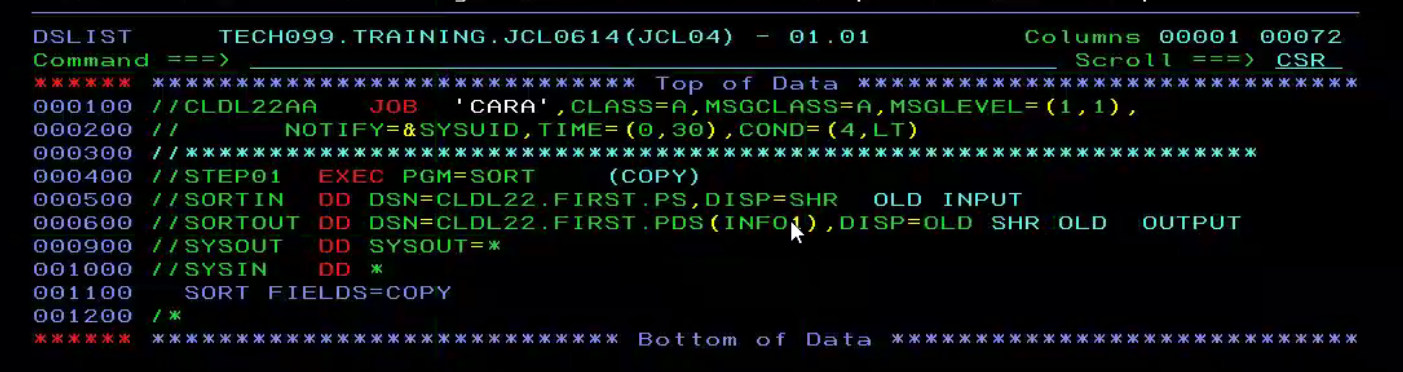 DSLIST TECH099.TRAINING.JCL0614(JCL04) - 01.01 Columns 00001 00072
Command ===> Scroll ===> CSR
****** *************************** Top of Data ******************************
000100 //CLDL22AA JOB 'CARA',CLASS=A,MSGCLASS=A,MSGLEVEL=(1,1),
000200 // NOTIFY=&SYSUID,TIME=(0,30),COND=(4,LT)
000300 //****************************************************************
000400 //STEP01 EXEC PGM=SORT (COPY)
000500 //SORTIN DD DSN=CLDL22.FIRST.PS,DISP=SHR OLD INPUT
000600 //SORTOUT DD DSN=CLDL22.FIRST.PDS(INFO1),DISP=OLD SHR OLD OUTPUT
000900 //SYSOUT DD SYSOUT=*
001000 //SYSIN DD *
001100 SORT FIELDS=COPY
001200 /*
****** ************************** Bottom of Data ****************************